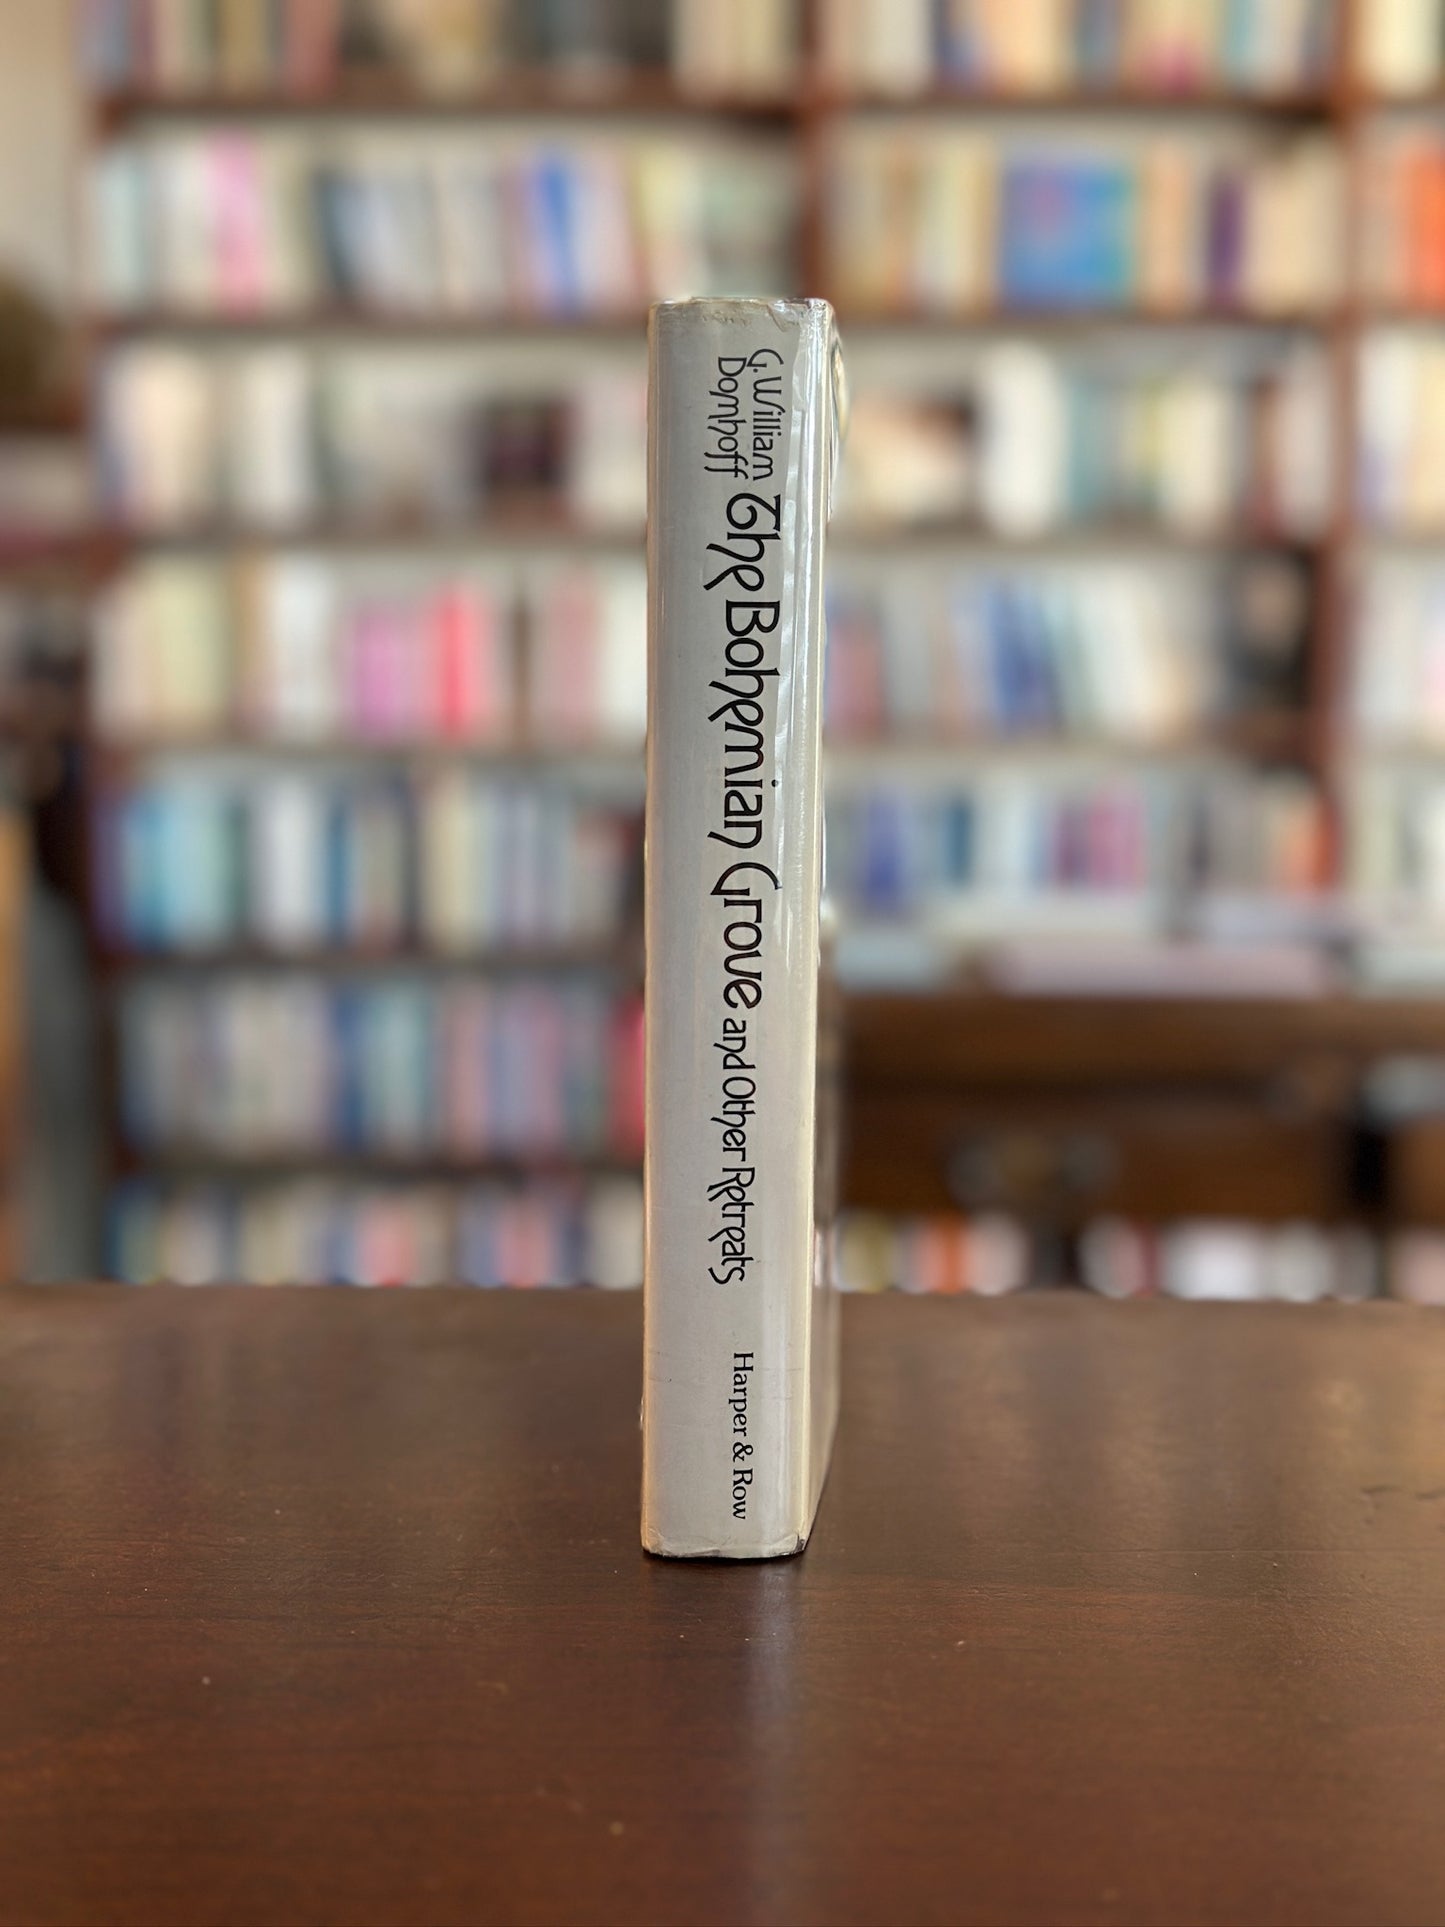 G. William
Domhoff
The Bohemian Grove and Other Retreats
Harper & Row